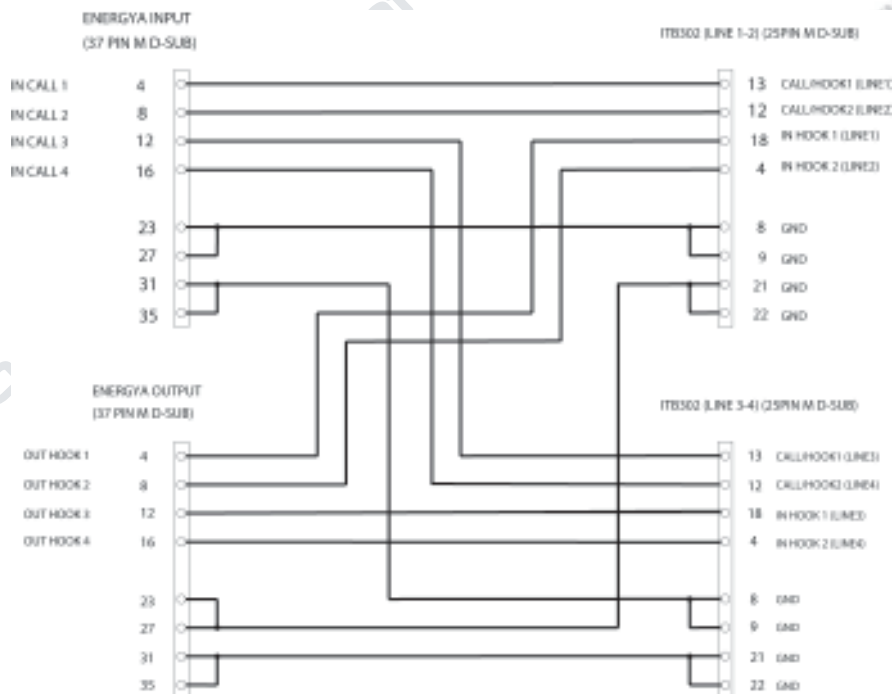 ENERGYA INPUT
(37 PIN M D-SUB)
ITB302 (LINE 1-2) (25PIN M D-SUB)
IN CALL 1 4 13 CALL/HOOK1 (LINE1)
IN CALL 2 8 12 CALL/HOOK2 (LINE2)
IN CALL 3 12 18 IN HOOK 1 (LINE1)
IN CALL 4 16 4 IN HOOK 2 (LINE2)
23 8 GND
27 9 GND
31 21 GND
35 22 GND
ENERGYA OUTPUT
(37 PIN M D-SUB)
ITB302 (LINE 3-4) (25PIN M D-SUB)
OUT HOOK 1 4 13 CALL/HOOK1 (LINE3)
OUT HOOK 2 8 12 CALL/HOOK2 (LINE4)
OUT HOOK 3 12 18 IN HOOK 1 (LINE3)
OUT HOOK 4 16 4 IN HOOK 2 (LINE4)
23 8 GND
27 9 GND
31 21 GND
35 22 GND